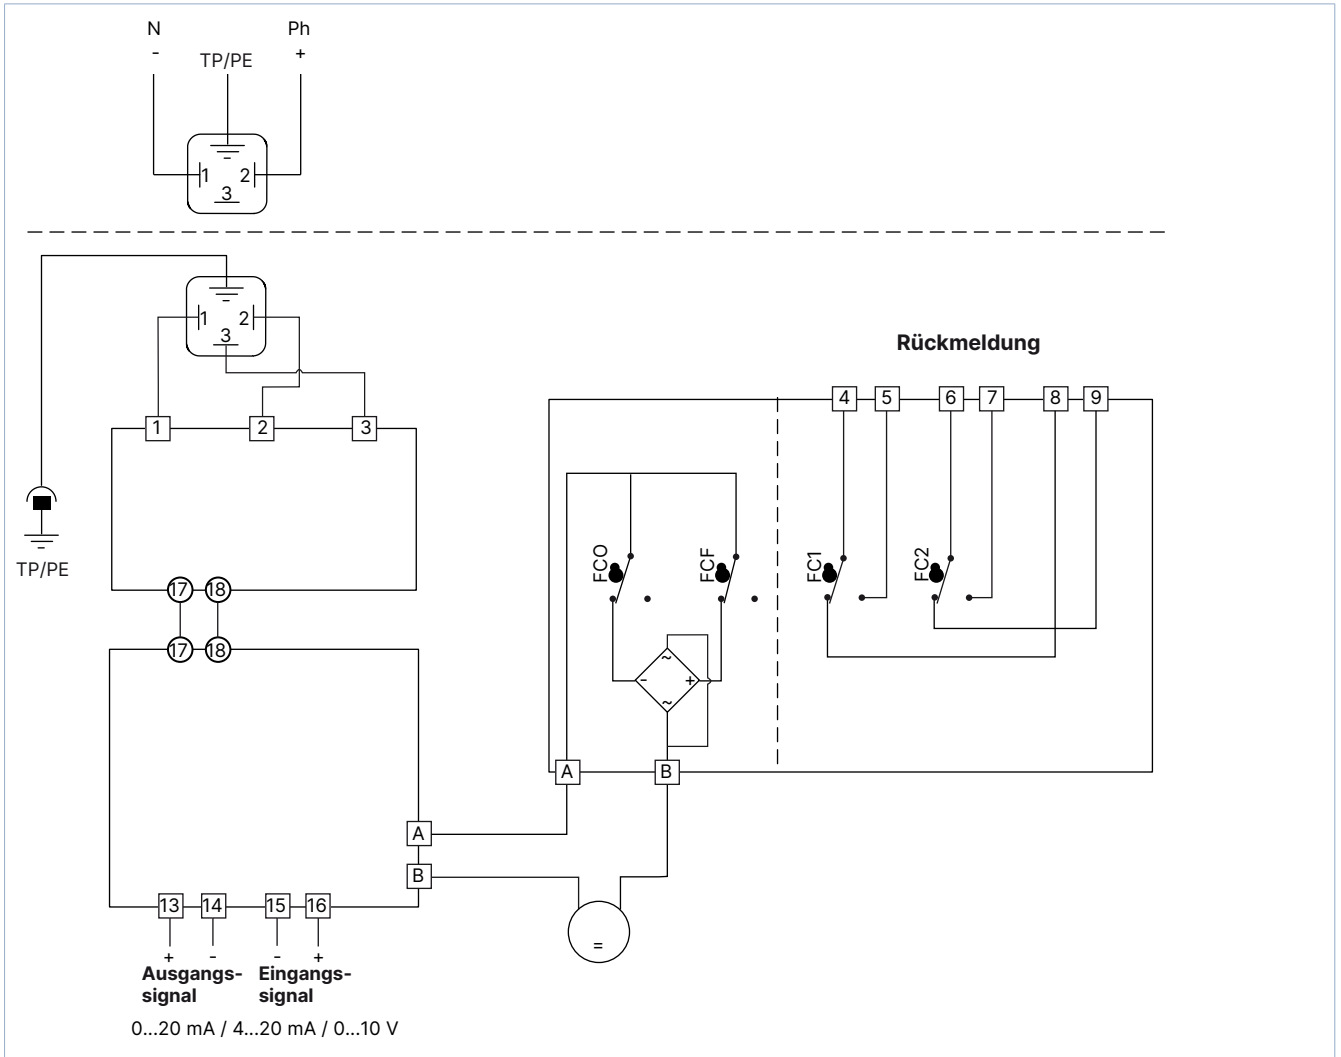 N
Ph
-
TP/PE
+
1
2
3
1
2
3
Rückmeldung
4
5
6
7
8
9
1
2
3
FCO
FCF
FC1
FC2
TP/PE
17
18
17
18
~
-
+
~
A
B
A
B
13
14
15
16
=
+
-
-
+
Ausgangs-
signal
Eingangs-
signal
0...20 mA / 4...20 mA / 0...10 V